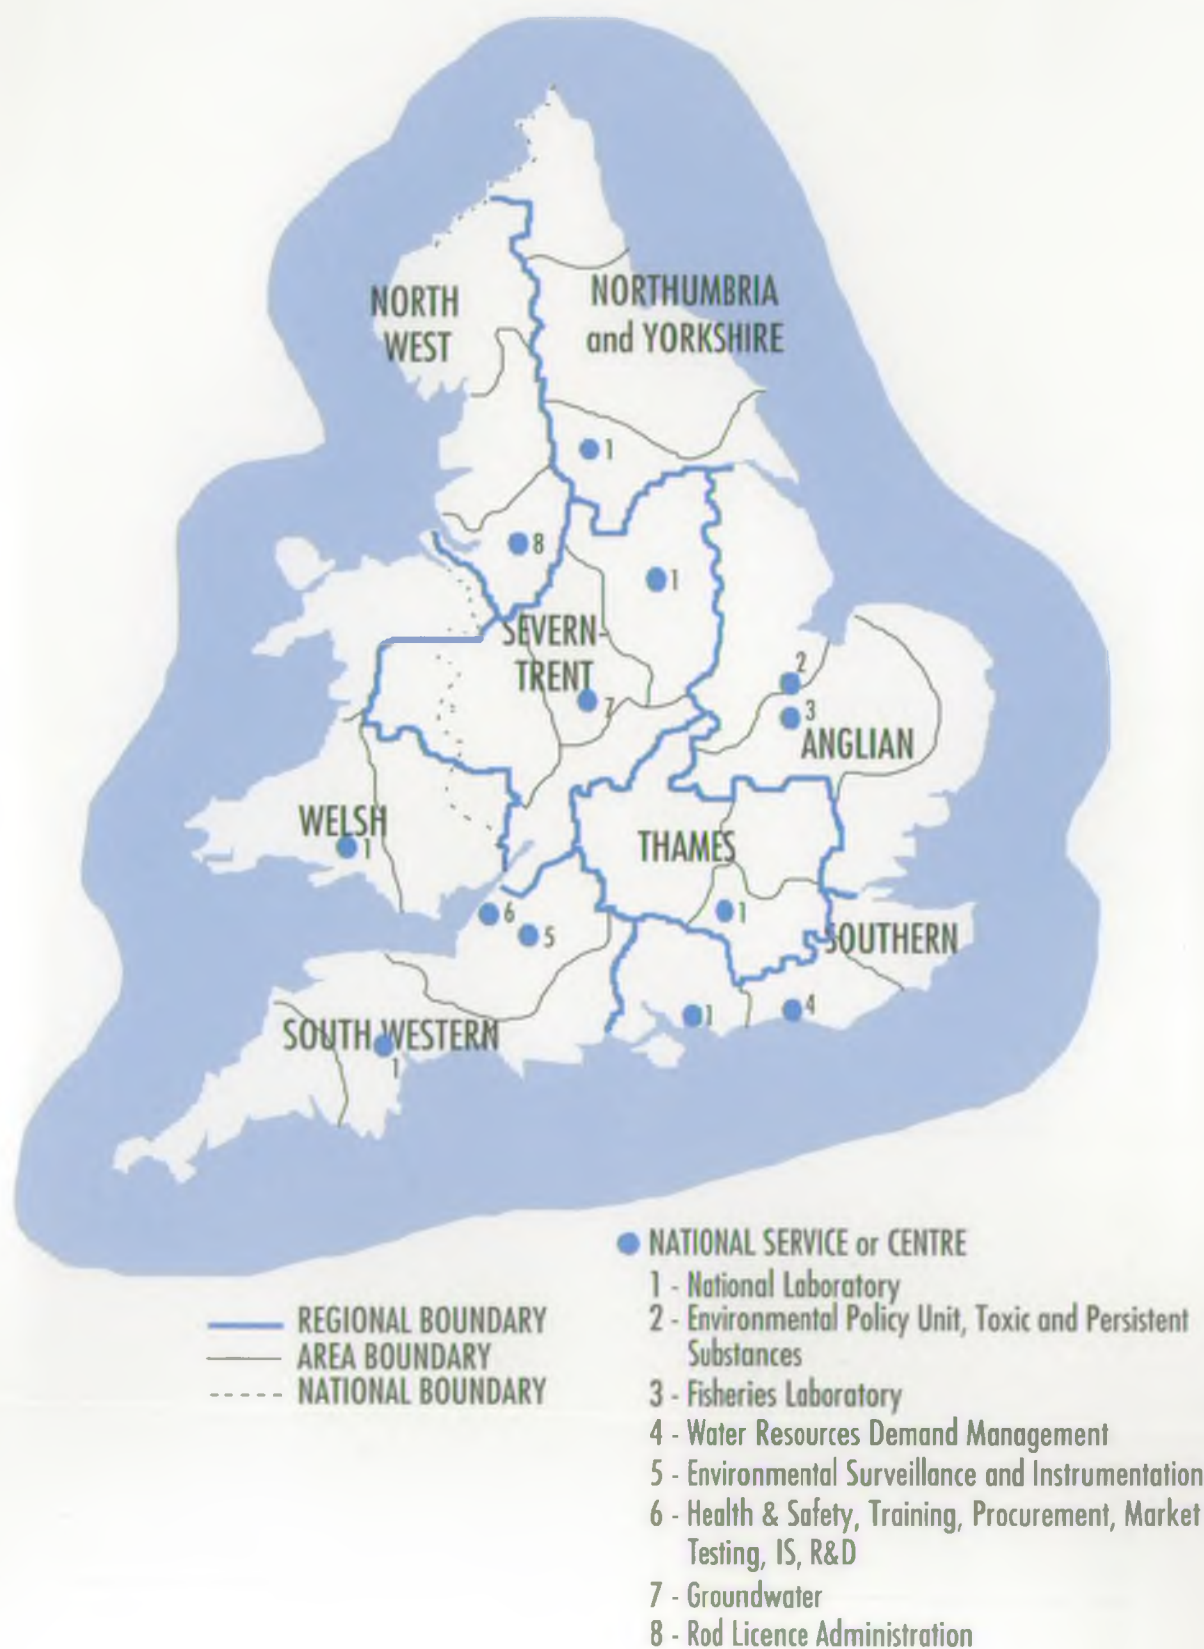 NORTH
WEST
NORTHUMBRIA
and YORKSHIRE
1
8
1
SEVERN-
TRENT
7
2
3
ANGLIAN
WELSH
1
THAMES
1
6
5
SOUTHERN
1
4
SOUTH WESTERN
1
NATIONAL SERVICE or CENTRE
1 - National Laboratory
2 - Environmental Policy Unit, Toxic and Persistent
Substances
3 - Fisheries Laboratory
4 - Water Resources Demand Management
5 - Environmental Surveillance and Instrumentation
6 - Health & Safety, Training, Procurement, Market
Testing, IS, R&D
7 - Groundwater
8 - Rod Licence Administration
REGIONAL BOUNDARY
AREA BOUNDARY
NATIONAL BOUNDARY